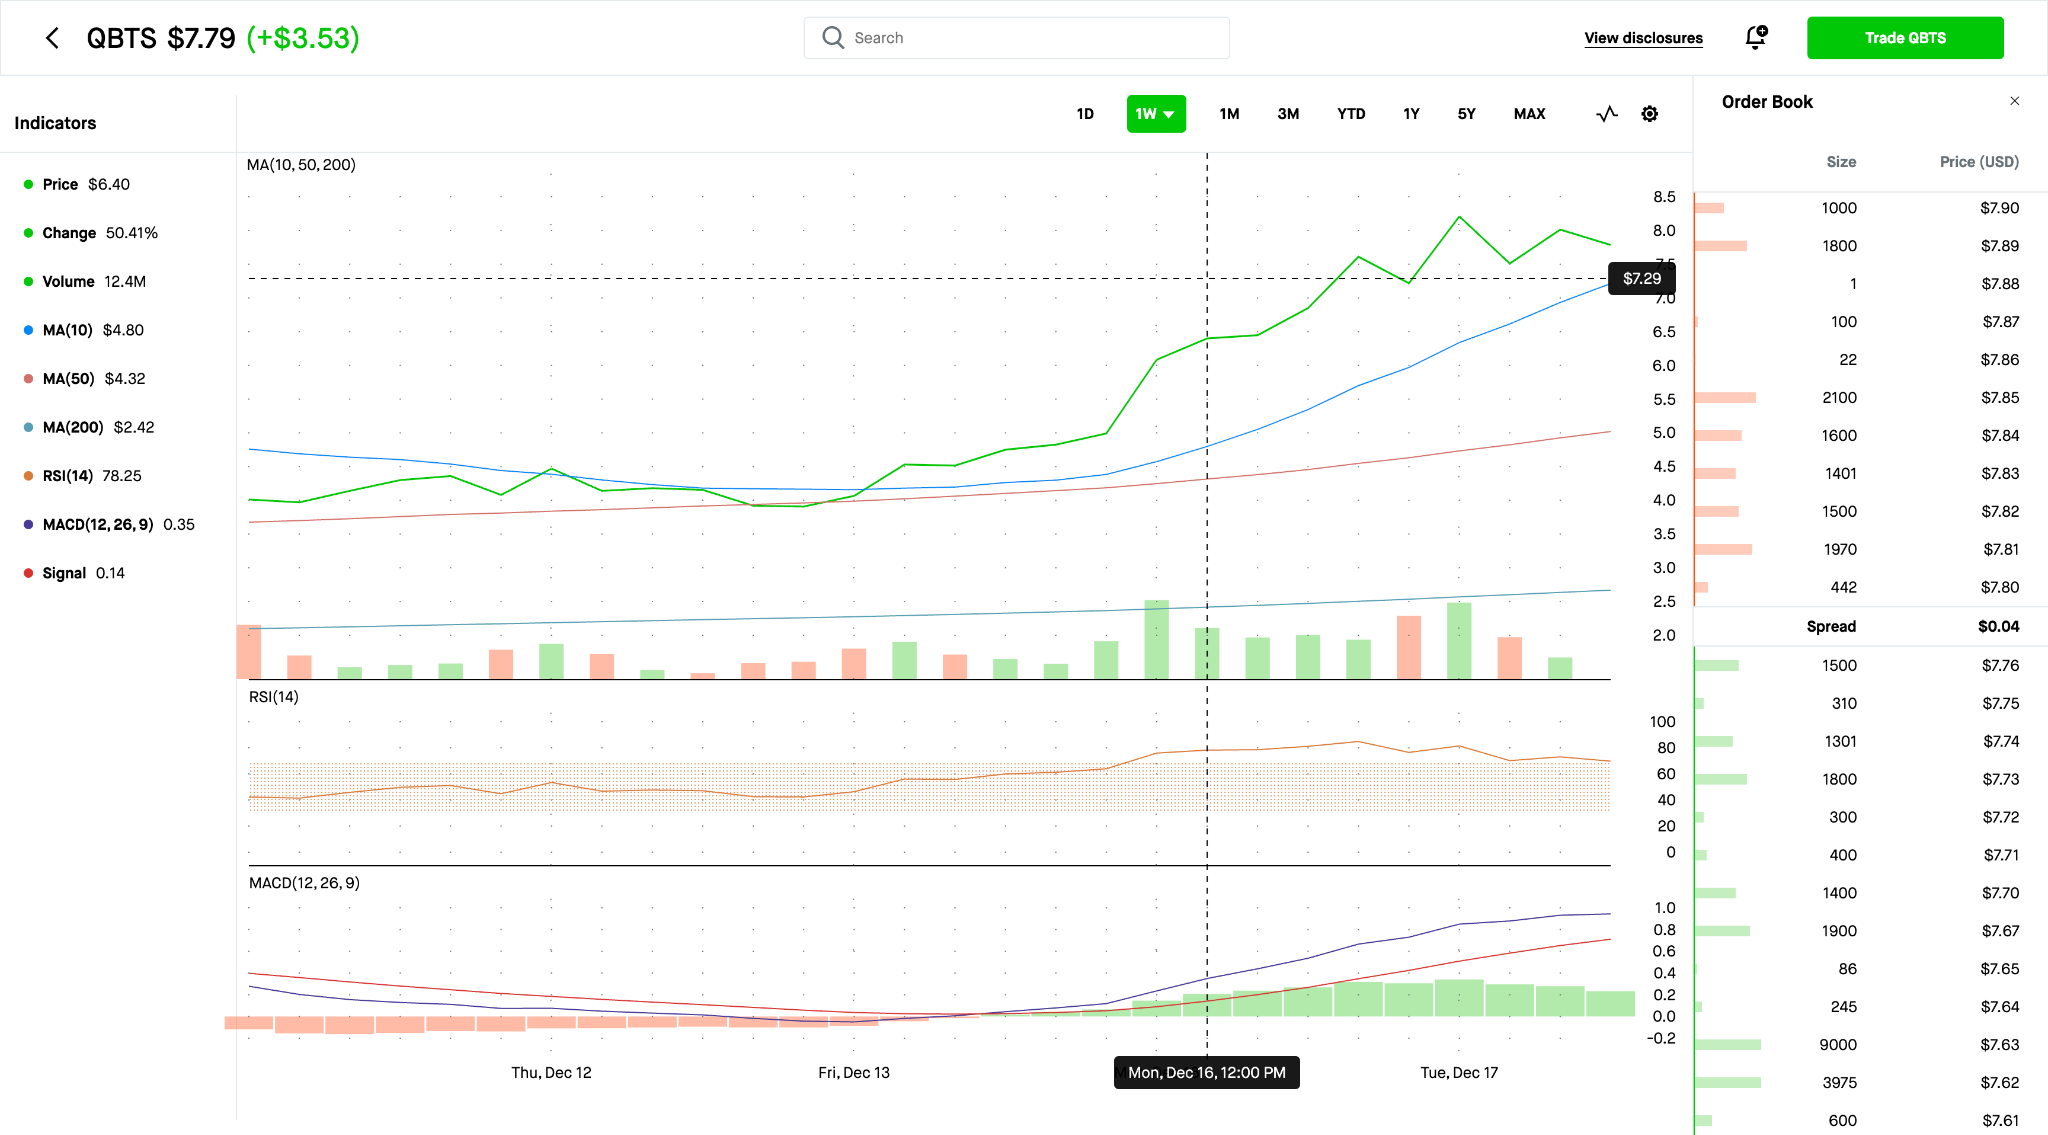 QBTS $7.79 (+$3.53)
Search
View disclosures
Trade QBTS
Indicators
Price $6.40
Change 50.41%
Volume 12.4M
MA(10) $4.80
MA(50) $4.32
MA(200) $2.42
RSI(14) 78.25
MACD(12, 26, 9) 0.35
Signal 0.14
1D 1W 1M 3M YTD 1Y 5Y MAX
MA(10, 50, 200)
8.5
8.0
7.5
$7.29
7.0
6.5
6.0
5.5
5.0
4.5
4.0
3.5
3.0
2.5
2.0
RSI(14)
100
80
60
40
20
0
MACD(12, 26, 9)
1.0
0.8
0.6
0.4
0.2
0.0
-0.2
Thu, Dec 12
Fri, Dec 13
Mon, Dec 16, 12:00 PM
Tue, Dec 17
Order Book
Size Price (USD)
1000 $7.90
1800 $7.89
1 $7.88
100 $7.87
22 $7.86
2100 $7.85
1600 $7.84
1401 $7.83
1500 $7.82
1970 $7.81
442 $7.80
Spread $0.04
1500 $7.76
310 $7.75
1301 $7.74
1800 $7.73
300 $7.72
400 $7.71
1400 $7.70
1900 $7.67
86 $7.65
245 $7.64
9000 $7.63
3975 $7.62
600 $7.61